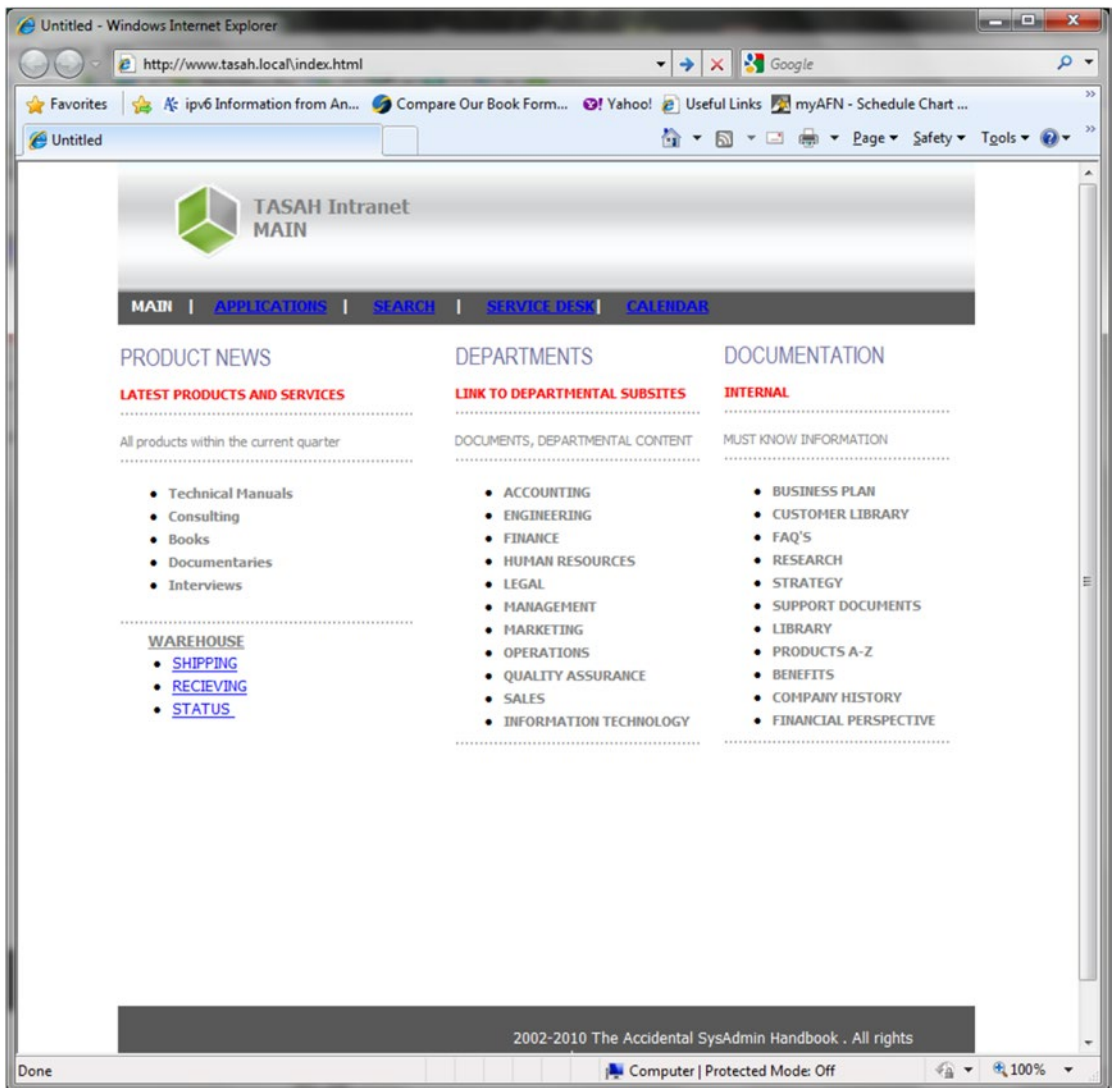 Untitled - Windows Internet Explorer
http://www.tasah.local\index.html
Google
Favorites
ipv6 Information from An...
Compare Our Book Form...
Yahoo!
Useful Links
myAFN - Schedule Chart ...
Untitled
Page
Safety
Tools
TASAH Intranet
MAIN
MAIN | APPLICATIONS | SEARCH | SERVICE DESK| CALENDAR
PRODUCT NEWS
LATEST PRODUCTS AND SERVICES
All products within the current quarter
Technical Manuals
Consulting
Books
Documentaries
Interviews
WAREHOUSE
SHIPPING
RECIEVING
STATUS
DEPARTMENTS
LINK TO DEPARTMENTAL SUBSITES
DOCUMENTS, DEPARTMENTAL CONTENT
ACCOUNTING
ENGINEERING
FINANCE
HUMAN RESOURCES
LEGAL
MANAGEMENT
MARKETING
OPERATIONS
QUALITY ASSURANCE
SALES
INFORMATION TECHNOLOGY
DOCUMENTATION
INTERNAL
MUST KNOW INFORMATION
BUSINESS PLAN
CUSTOMER LIBRARY
FAQ'S
RESEARCH
STRATEGY
SUPPORT DOCUMENTS
LIBRARY
PRODUCTS A-Z
BENEFITS
COMPANY HISTORY
FINANCIAL PERSPECTIVE
2002-2010 The Accidental SysAdmin Handbook . All rights
Done
Computer | Protected Mode: Off
100%